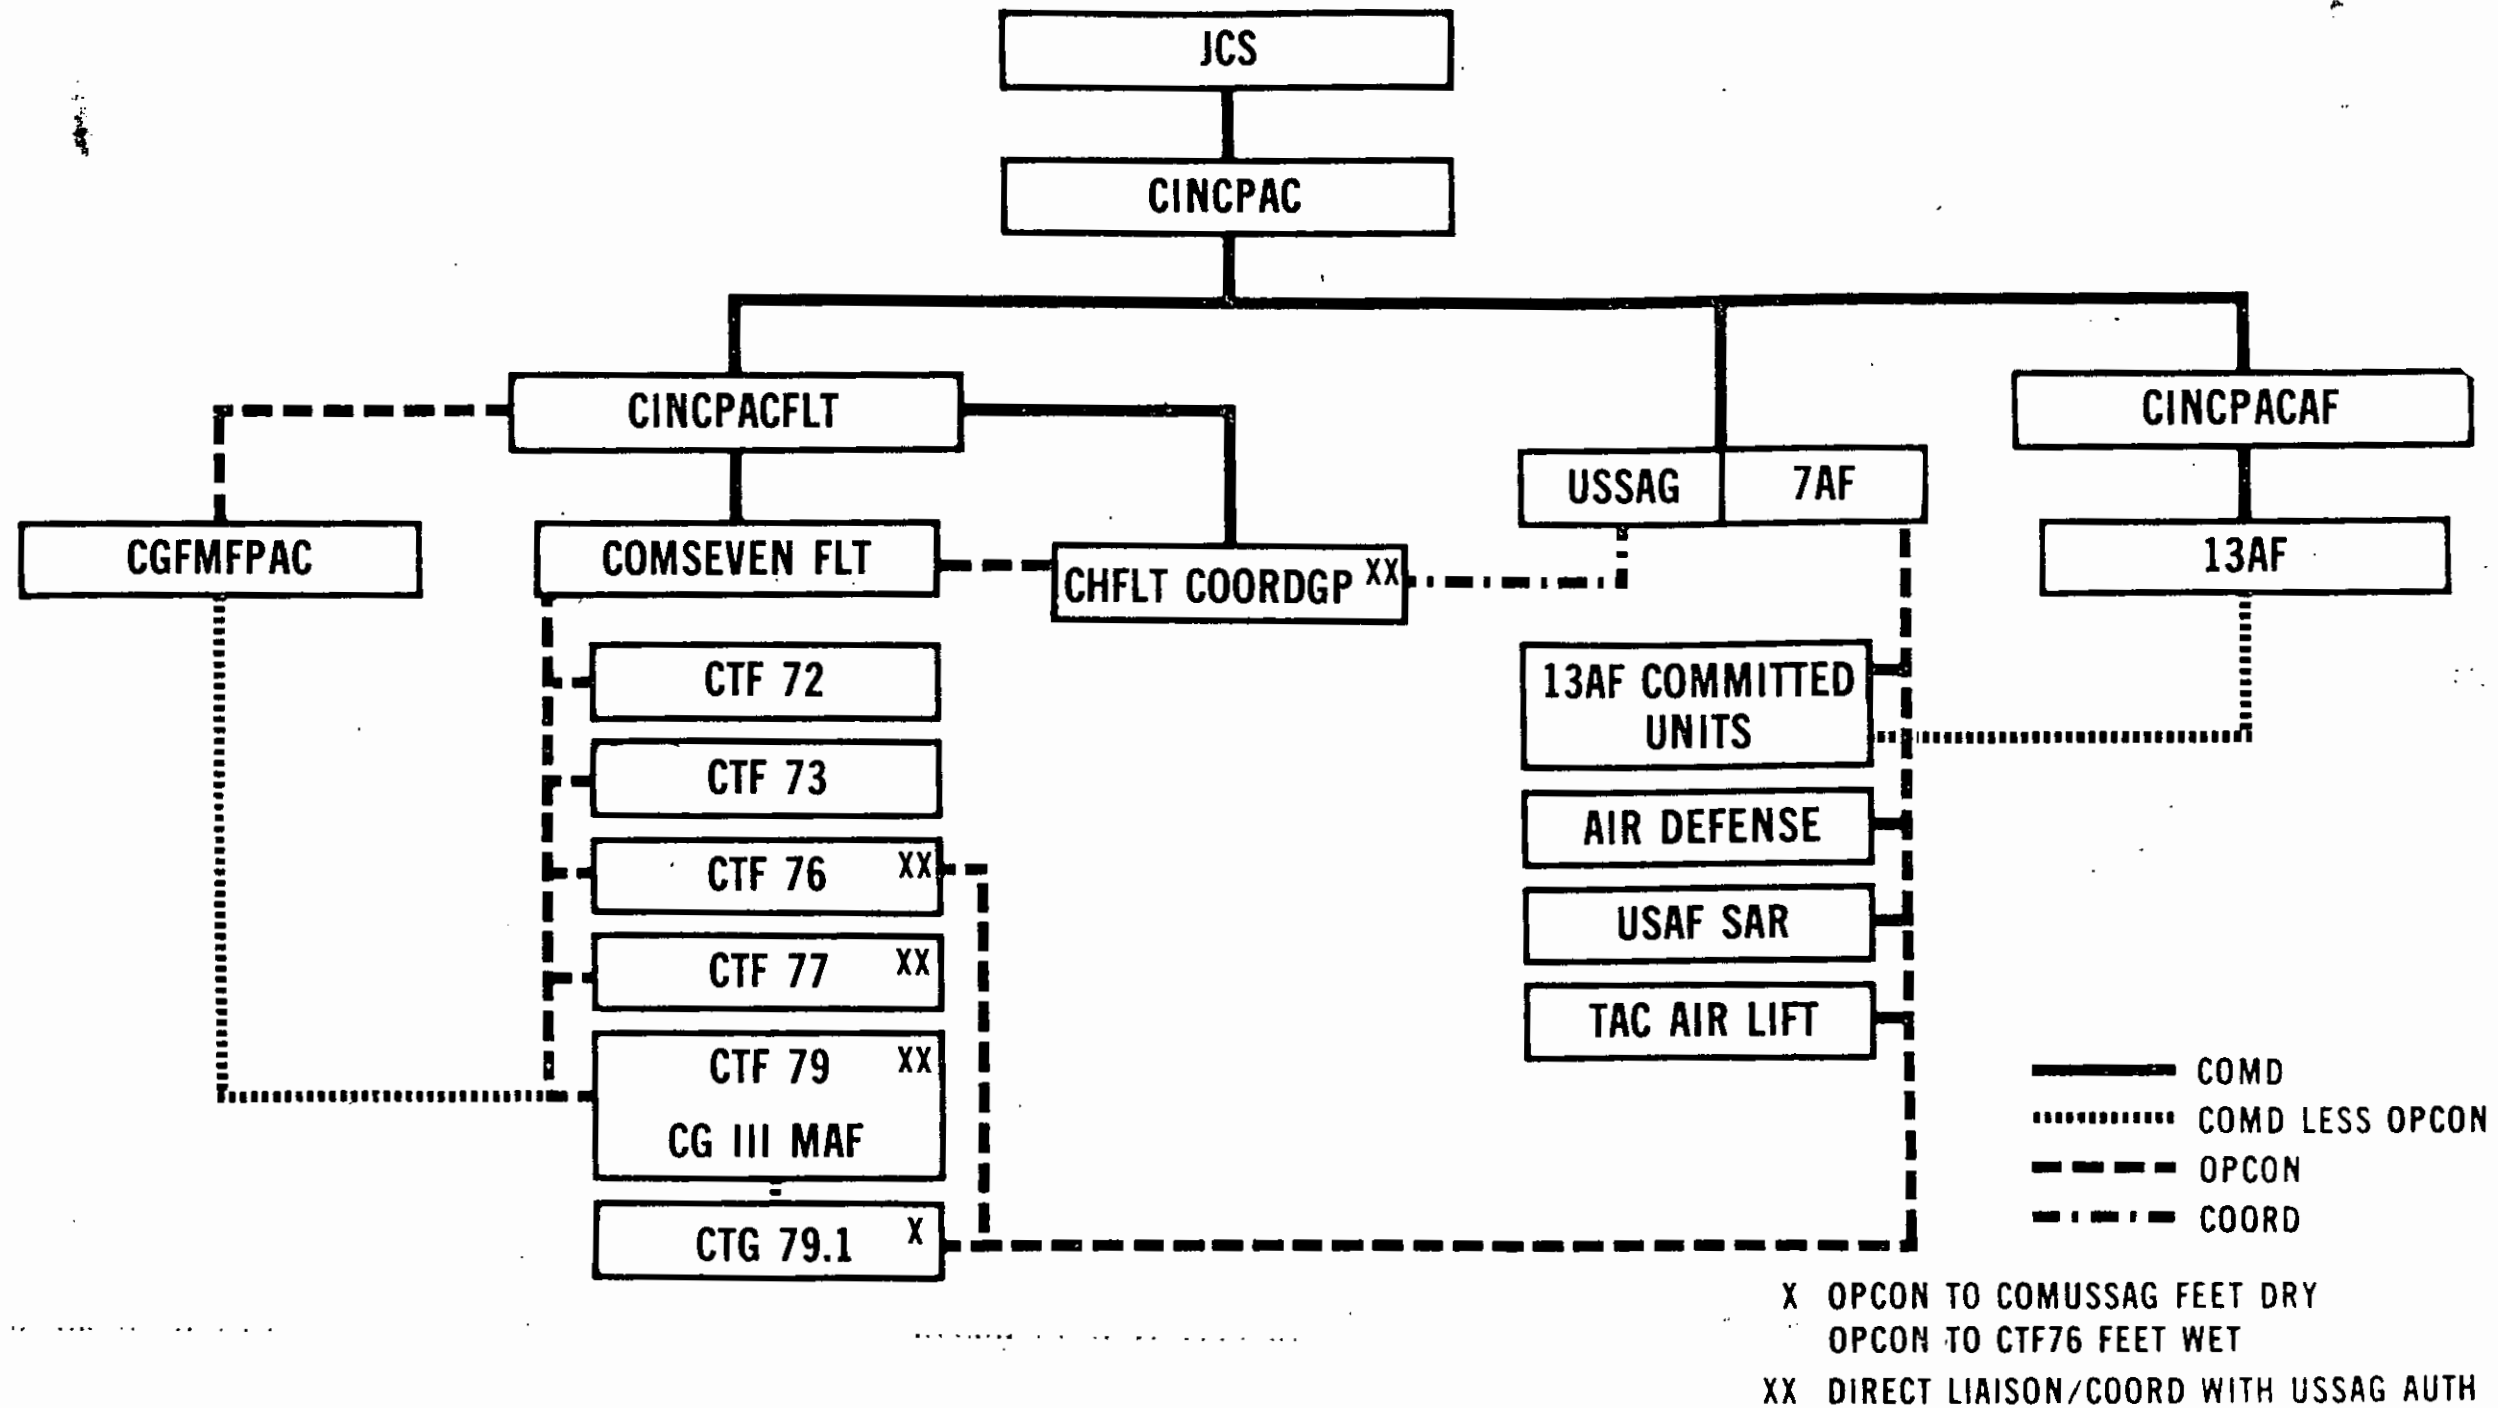 JCS
CINCPAC
CINCPACFLT
CINCPACAF
USSAG
7AF
CGFMFPAC
COMSEVEN FLT
CHFLT COORDGP XX
13AF
CTF 72
CTF 73
CTF 76 XX
CTF 77 XX
CTF 79 XX
CG III MAF
CTG 79.1 X
13AF COMMITTED
UNITS
AIR DEFENSE
USAF SAR
TAC AIR LIFT
COMD
COMD LESS OPCON
OPCON
COORD
X OPCON TO COMUSSAG FEET DRY
OPCON TO CTF76 FEET WET
XX DIRECT LIAISON/COORD WITH USSAG AUTH